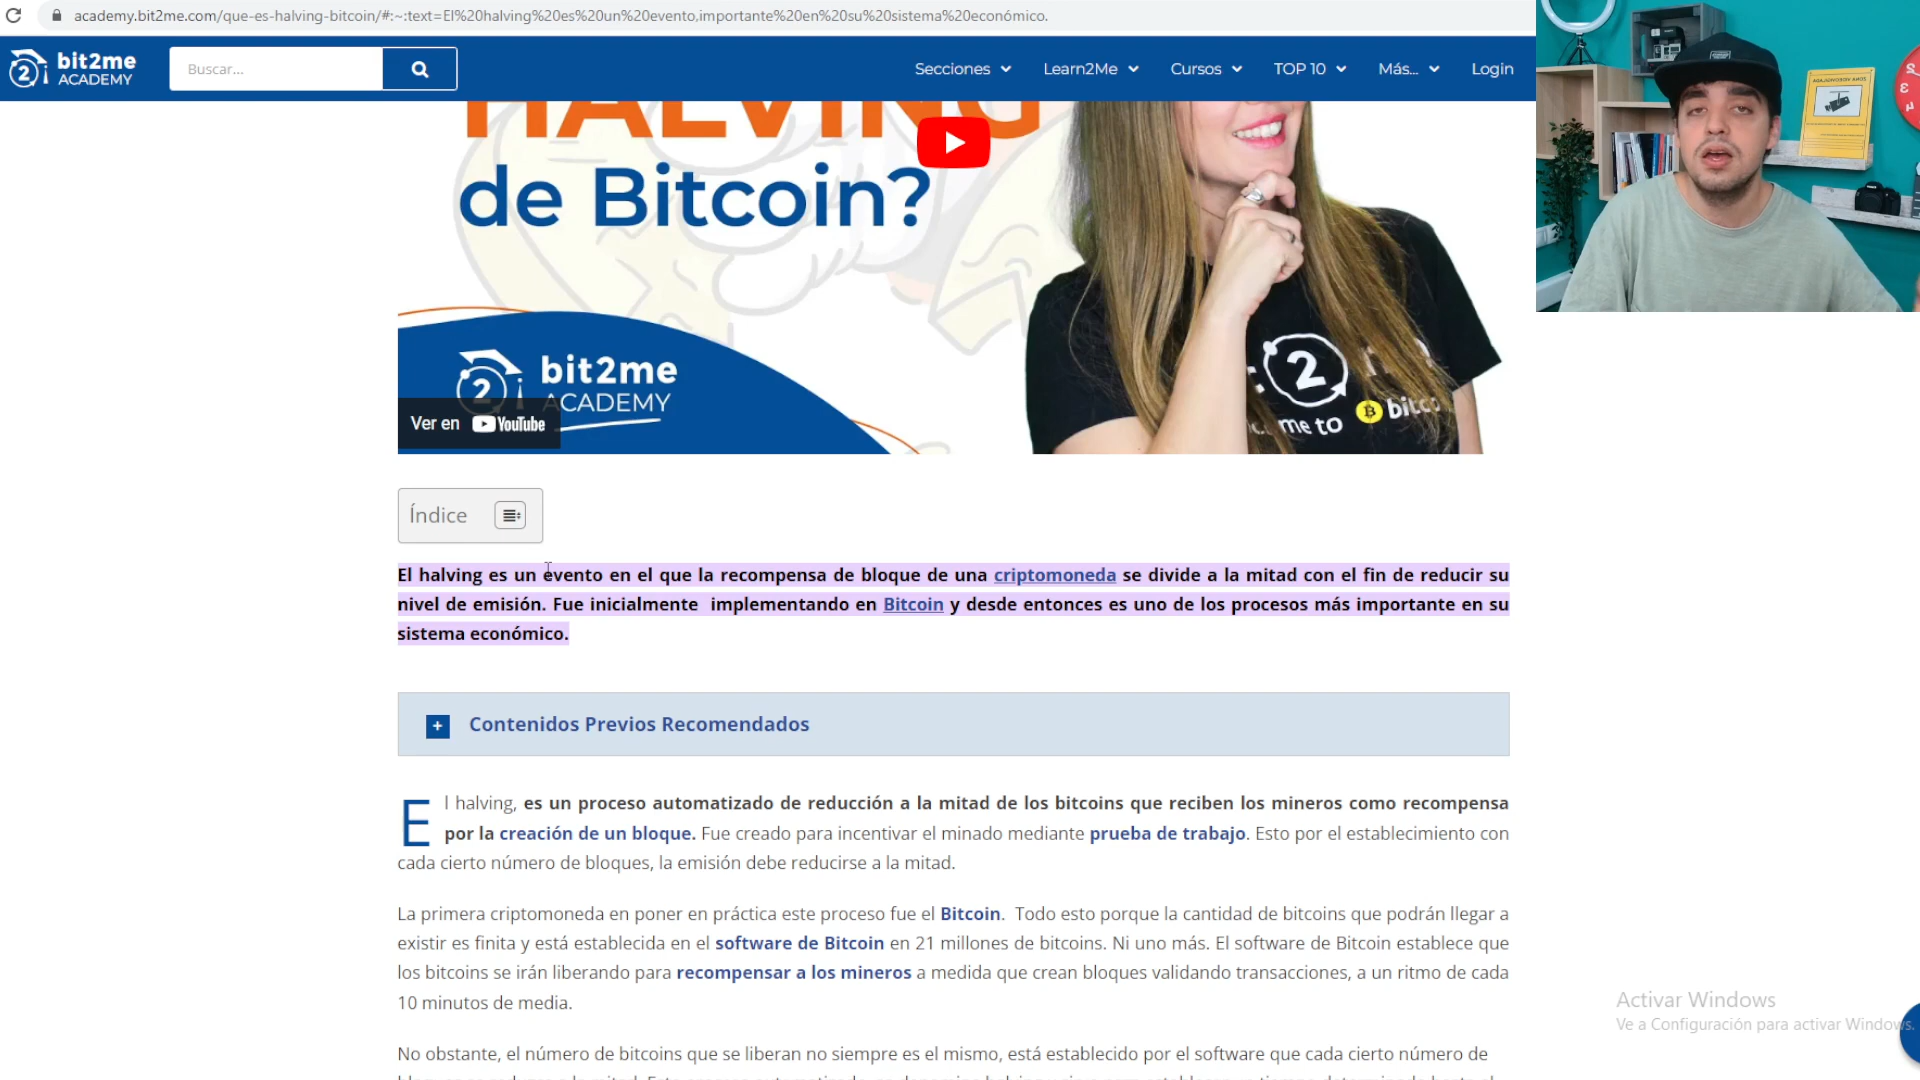 academy.bit2me.com/que-es-halving-bitcoin/#:~:text=El%20halving%20es%20un%20evento,importante%20en%20su%20sistema%20económico.
bit2me
ACADEMY
Buscar...
Secciones
Learn2Me
Cursos
TOP 10
Más...
Login
HALVING
de Bitcoin?
bit2me
ACADEMY
Ver en YouTube
me to
Índice
El halving es un evento en el que la recompensa de bloque de una criptomoneda se divide a la mitad con el fin de reducir su
nivel de emisión. Fue inicialmente implementando en Bitcoin y desde entonces es uno de los procesos más importante en su
sistema económico.
+ Contenidos Previos Recomendados
El halving, es un proceso automatizado de reducción a la mitad de los bitcoins que reciben los mineros como recompensa
por la creación de un bloque. Fue creado para incentivar el minado mediante prueba de trabajo. Esto por el establecimiento con
cada cierto número de bloques, la emisión debe reducirse a la mitad.
La primera criptomoneda en poner en práctica este proceso fue el Bitcoin. Todo esto porque la cantidad de bitcoins que podrán llegar a
existir es finita y está establecida en el software de Bitcoin en 21 millones de bitcoins. Ni uno más. El software de Bitcoin establece que
los bitcoins se irán liberando para recompensar a los mineros a medida que crean bloques validando transacciones, a un ritmo de cada
10 minutos de media.
No obstante, el número de bitcoins que se liberan no siempre es el mismo, está establecido por el software que cada cierto número de
Activar Windows
Ve a Configuración para activar Windows.